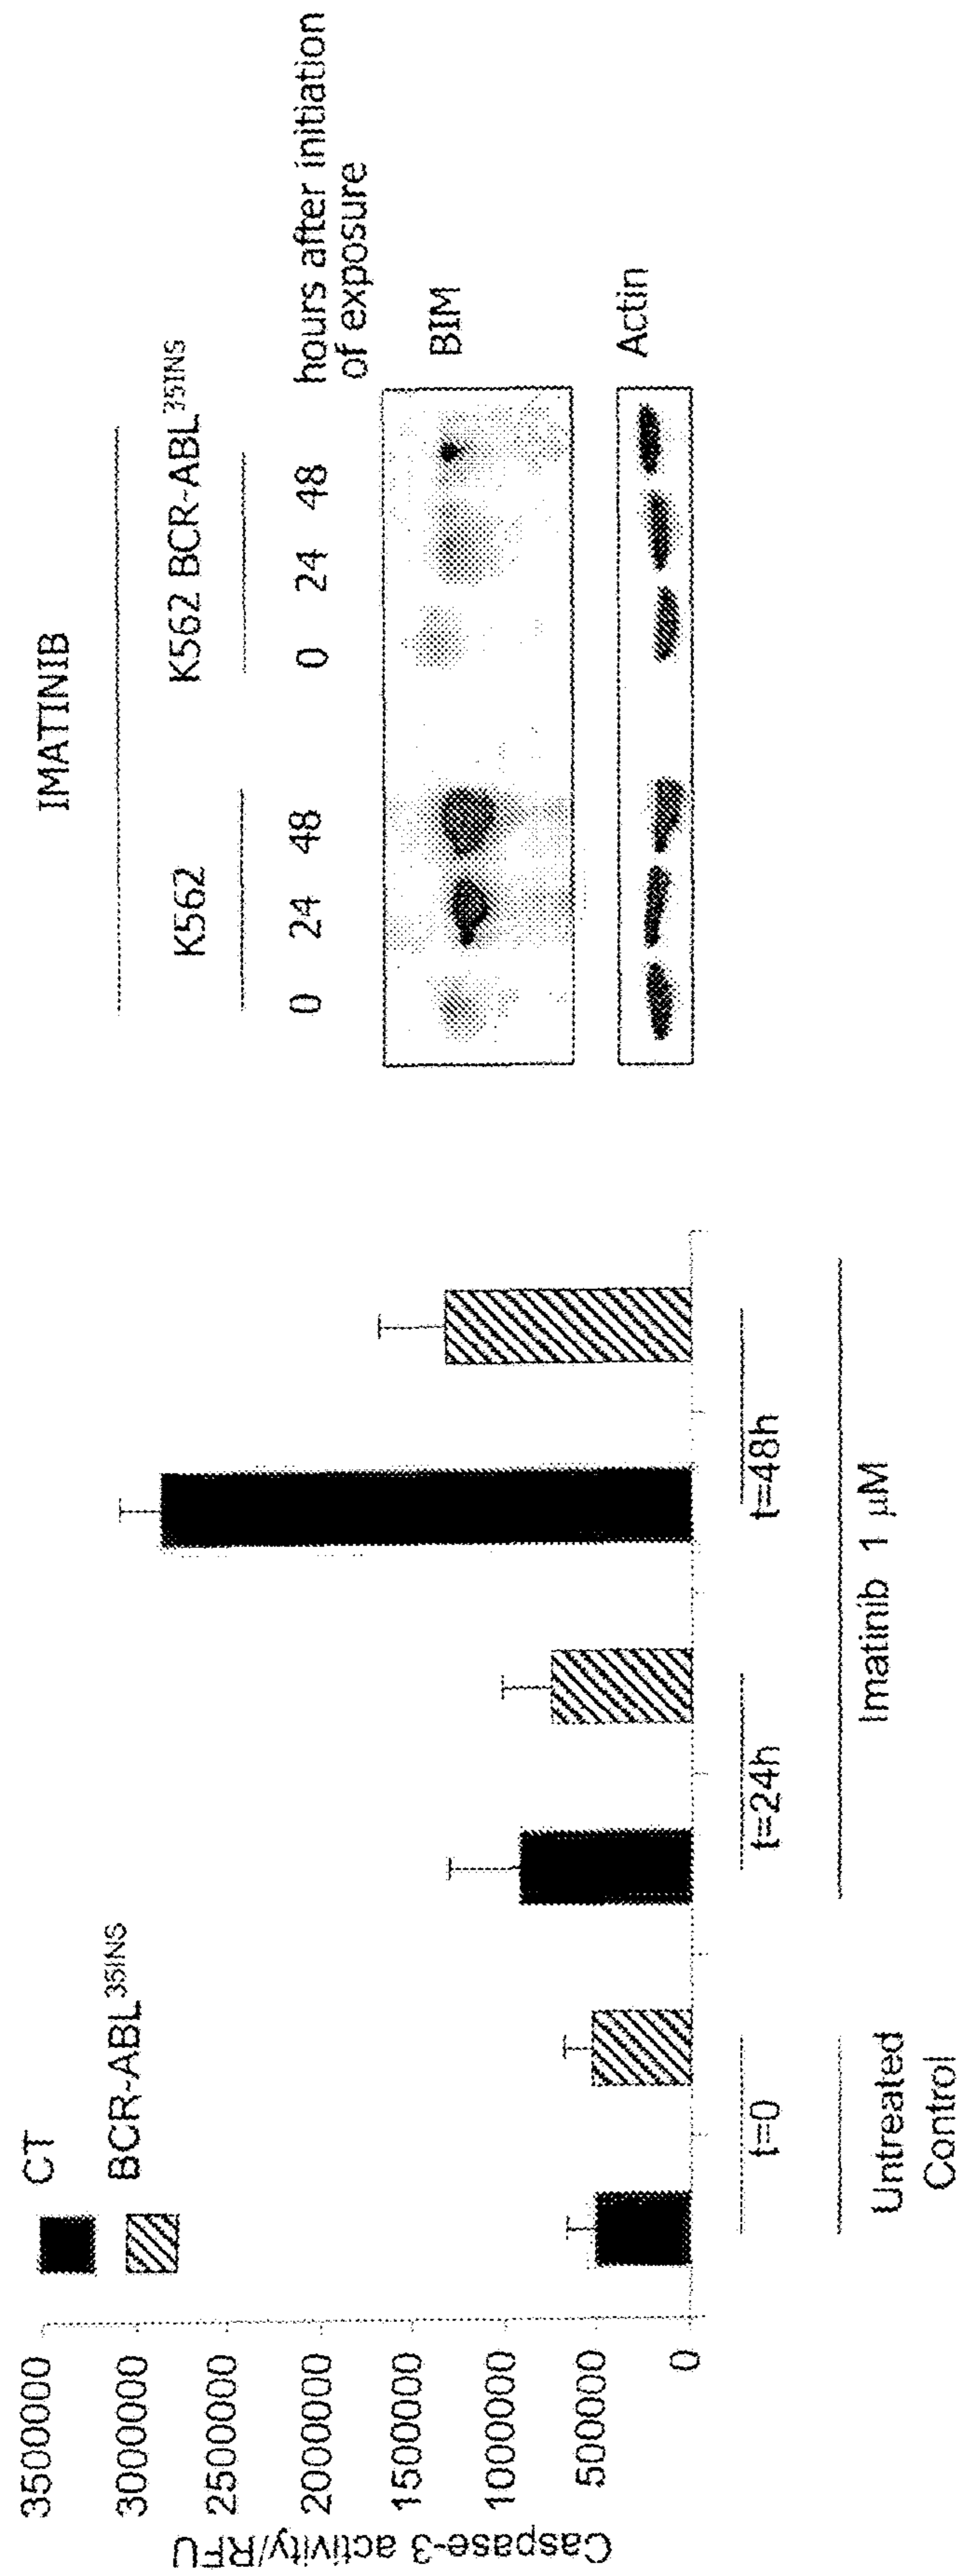 CT
BCR-ABL35INS
3500000
3000000
2500000
2000000
1500000
1000000
500000
0
Caspase-3 activity/RFU
t=0
t=24h
t=48h
Untreated
Control
Imatinib 1 μM
IMATINIB
K562
K562 BCR-ABL35INS
0 24 48
0 24 48
hours after initiation
of exposure
BIM
Actin